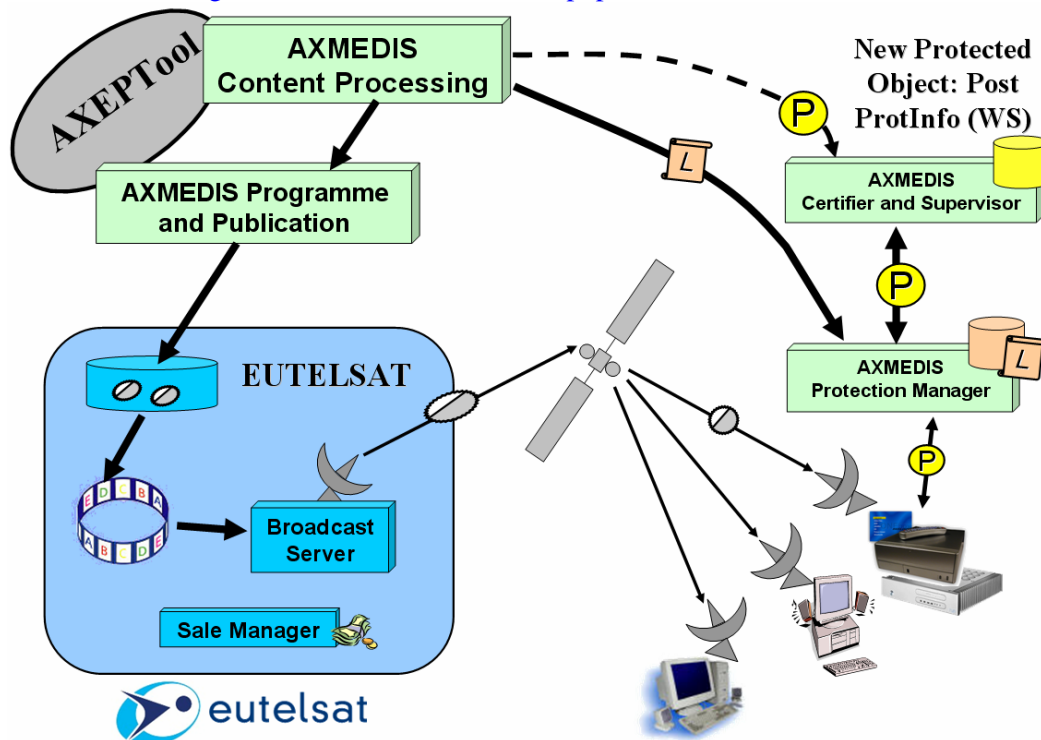 AXEPTool
AXMEDIS
Content Processing
New Protected
Object: Post
ProtInfo (WS)
P
L
AXMEDIS
Certifier and Supervisor
AXMEDIS Programme
and Publication
P
EUTELSAT
AXMEDIS
Protection Manager
L
P
E D C B A
A B C D E
Broadcast
Server
Sale Manager
eutelsat